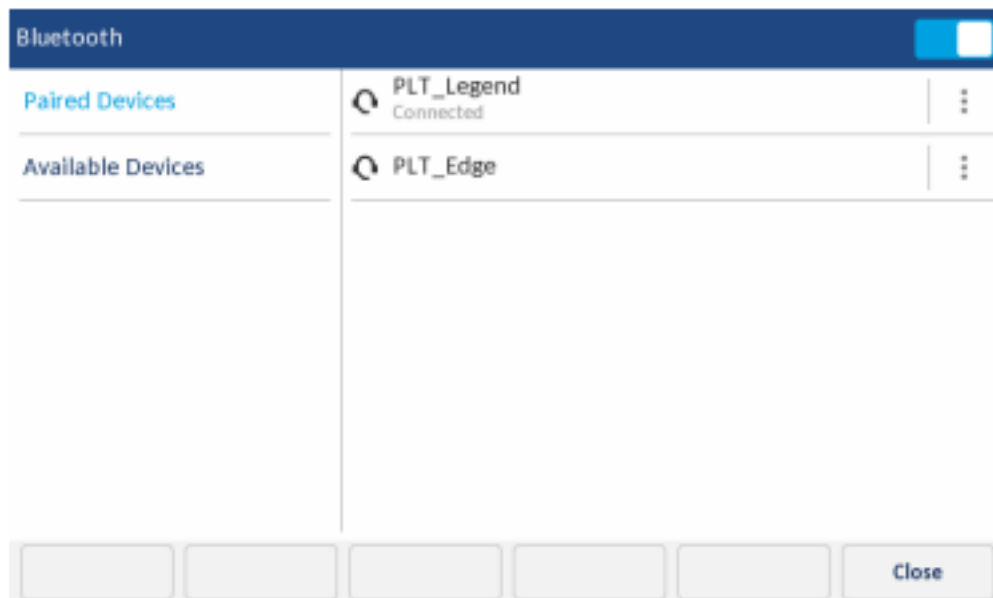 Bluetooth
Paired Devices
Available Devices
PLT_Legend
Connected
PLT_Edge
Close